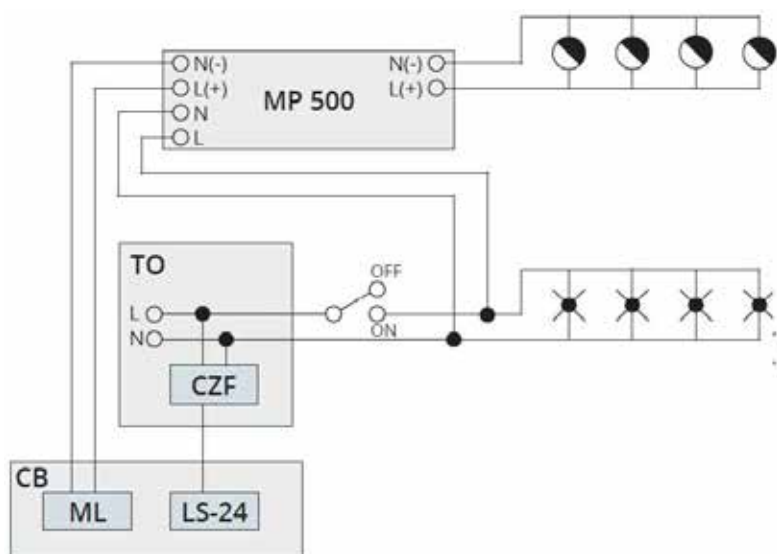 N(-) N(-)
L(+) L(+)
MP 500
N
L
TO
OFF
L
ON
N
CZF
CB
ML LS-24